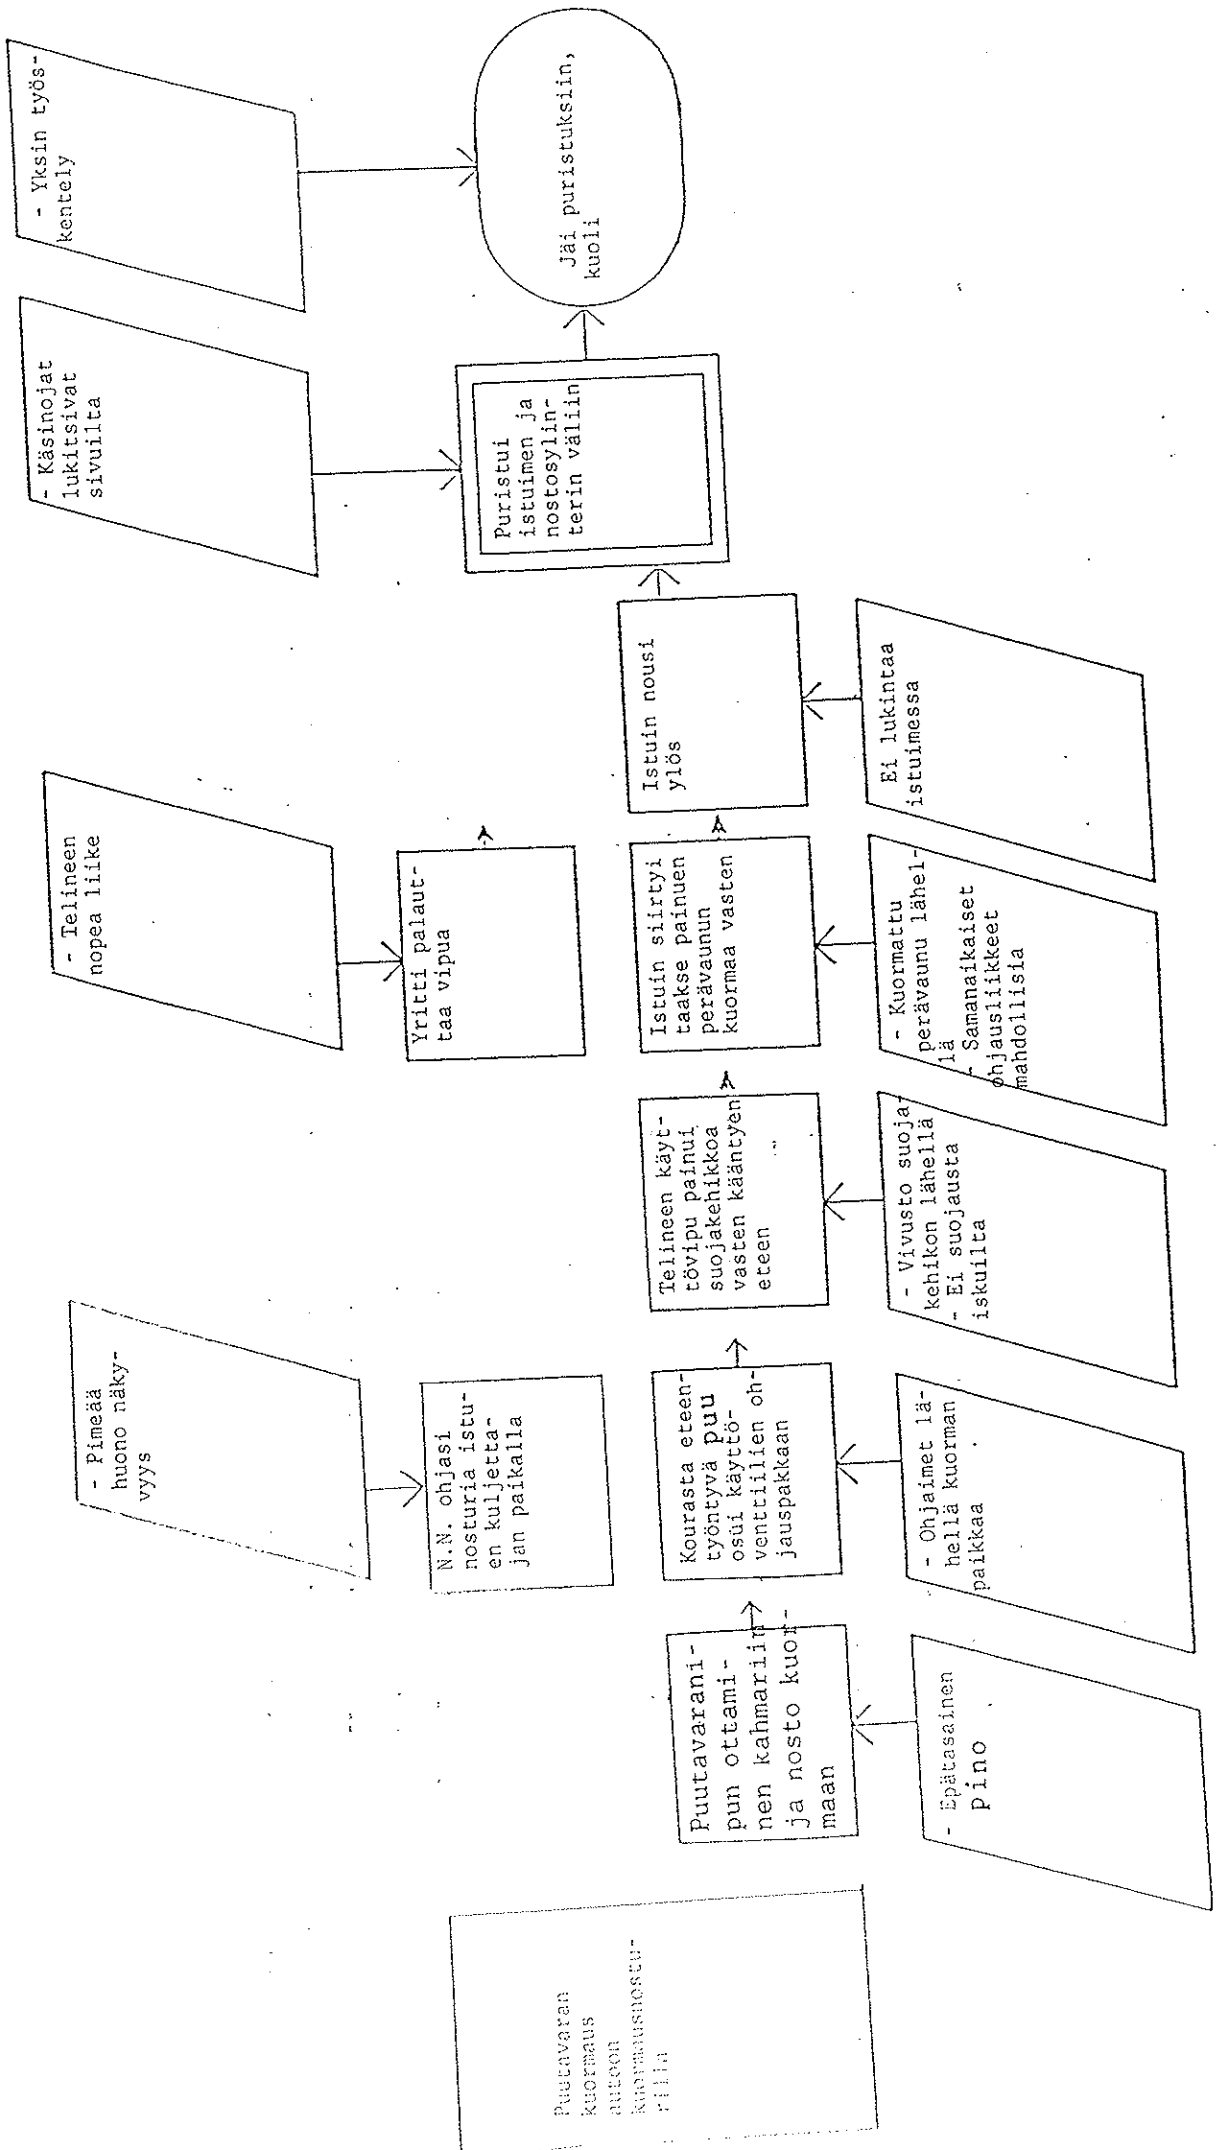 Puutavaran
kuormaus
autoon
kuormausnostu-
rilla
- Pimeää
huono näky-
vyys
N.N. ohjasi
nosturia istu-
en kuljetta-
jan paikalla
Puutavarani-
pun ottami-
nen kahmariin
ja nosto kuor-
maan
- Epätasainen
pino
Kourasta eteen-
työntyvä puu
osui käyttö-
venttiilien oh-
jauspakkaan
- Ohjaimet lä-
hellä kuorman
paikkaa
Telineen käyt-
tövipu painui
suojakehikkoa
vasten kääntyen
eteen
- Vivusto suoja-
kehikon lähellä
- Ei suojausta
iskuilta
- Telineen
nopea liike
Yritti palaut-
taa vipua
Istuin siirtyi
taakse painuen
perävaunun
kuormaa vasten
- Kuormattu
perävaunu lähel-
lä
- Samanaikaiset
ohjausliikkeet
mahdollisia
Istuin nousi
ylös
Ei lukintaa
istuimessa
- Käsinojat
lukitsivat
sivuilta
Puristui
istuimen ja
nostosylin-
terin väliin
- Yksin työs-
kentely
Jäi puristuksiin,
kuoli